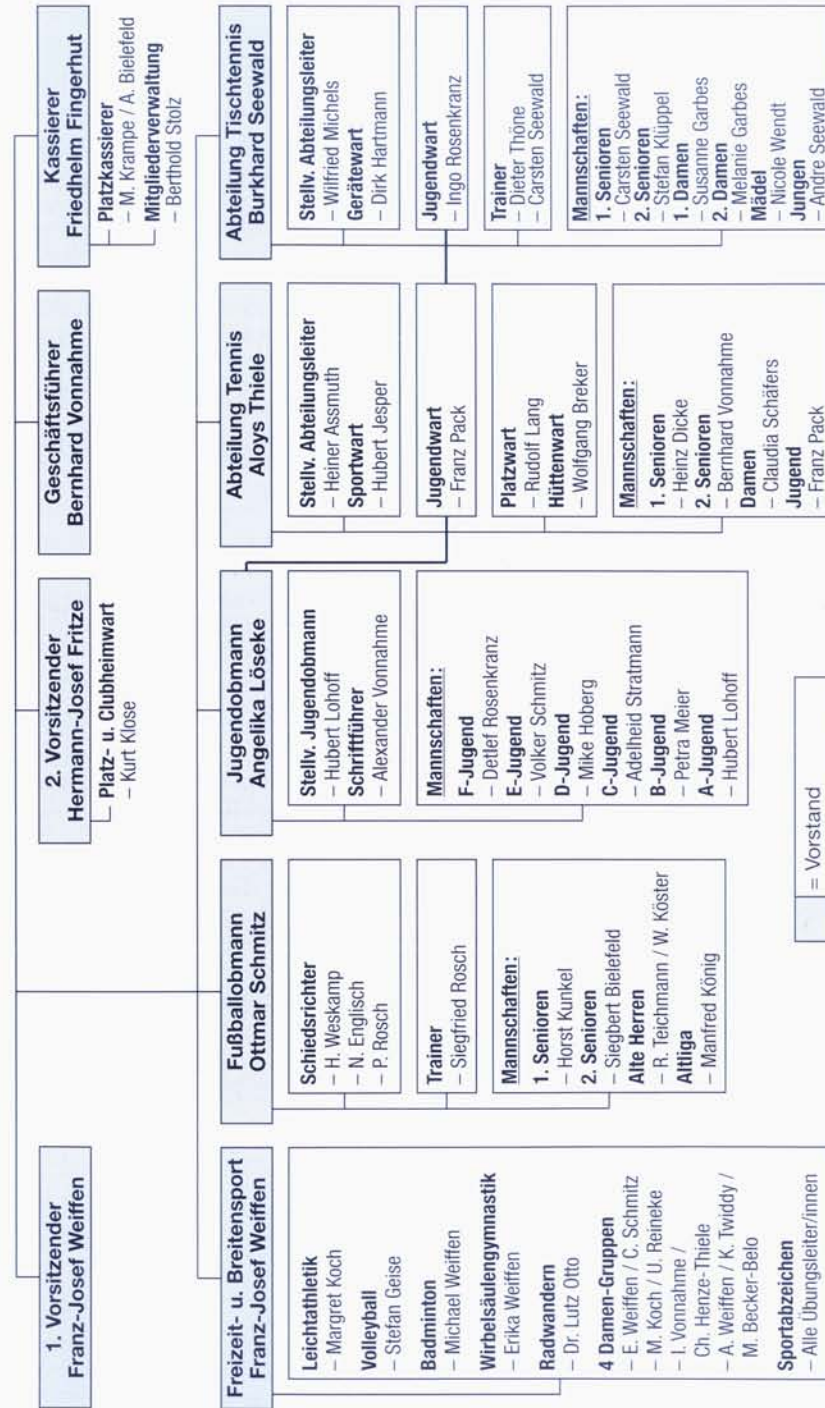 1. Vorsitzender
Franz-Josef Weiffen
2. Vorsitzender
Hermann-Josef Fritze
Platz- u. Clubheimwart
– Kurt Klose
Geschäftsführer
Bernhard Vonnahme
Kassierer
Friedhelm Fingerhut
Platzkassierer
– M. Krampe / A. Bielefeld
Mitgliederverwaltung
– Berthold Stolz
Freizeit- u. Breitensport
Franz-Josef Weiffen
Leichtathletik
– Margret Koch
Volleyball
– Stefan Geise
Badminton
– Michael Weiffen
Wirbelsäulengymnastik
– Erika Weiffen
Radwandern
– Dr. Lutz Otto
4 Damen-Gruppen
– E. Weiffen / C. Schmitz
– M. Koch / U. Reineke
– I. Vonnahme /
Ch. Henze-Thiele
– A. Weiffen / K. Twiddy /
M. Becker-Belo
Sportabzeichen
– Alle Übungsleiter/innen
Fußballobmann
Ottmar Schmitz
Schiedsrichter
– H. Weskamp
– N. Englisch
– P. Rosch
Trainer
– Siegfried Rosch
Mannschaften:
1. Senioren
– Horst Kunkel
2. Senioren
– Siegbert Bielefeld
Alte Herren
– R. Teichmann / W. Köster
Altliga
– Manfred König
Jugendobmann
Angelika Löseke
Stellv. Jugendobmann
– Hubert Lohoff
Schriftführer
– Alexander Vonnahme
Mannschaften:
F-Jugend
– Detlef Rosenkranz
E-Jugend
– Volker Schmitz
D-Jugend
– Mike Hoberg
C-Jugend
– Adelheid Stratmann
B-Jugend
– Petra Meier
A-Jugend
– Hubert Lohoff
Abteilung Tennis
Aloys Thiele
Stellv. Abteilungsleiter
– Heiner Assmuth
Sportwart
– Hubert Jesper
Jugendwart
– Franz Pack
Platzwart
– Rudolf Lang
Hüttenwart
– Wolfgang Breker
Mannschaften:
1. Senioren
– Heinz Dicke
2. Senioren
– Bernhard Vonnahme
Damen
– Claudia Schäfers
Jugend
– Franz Pack
Abteilung Tischtennis
Burkhard Seewald
Stellv. Abteilungsleiter
– Wilfried Michels
Gerätewart
– Dirk Hartmann
Jugendwart
– Ingo Rosenkranz
Trainer
– Dieter Thöne
– Carsten Seewald
Mannschaften:
1. Senioren
– Carsten Seewald
2. Senioren
– Stefan Klüppel
1. Damen
– Susanne Garbes
2. Damen
– Melanie Garbes
Mädel
– Nicole Wendt
Jungen
– Andre Seewald
= Vorstand